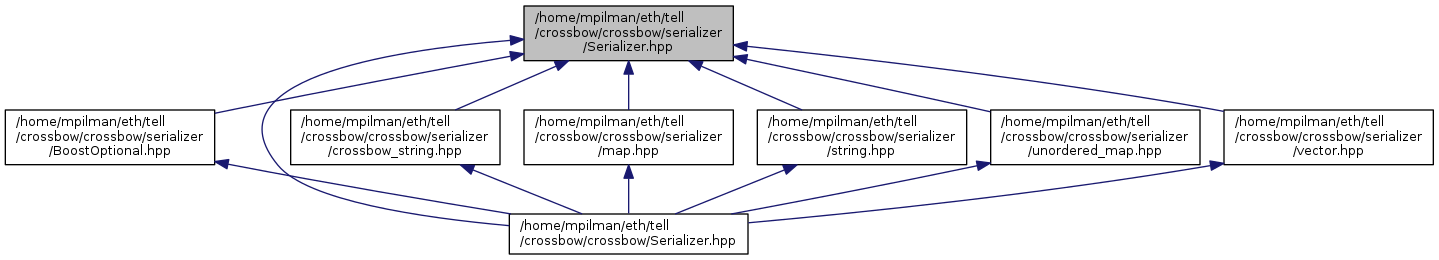 /home/mpilman/eth/tell
/crossbow/crossbow/serializer
/Serializer.hpp
/home/mpilman/eth/tell
/crossbow/crossbow/serializer
/BoostOptional.hpp
/home/mpilman/eth/tell
/crossbow/crossbow/serializer
/crossbow_string.hpp
/home/mpilman/eth/tell
/crossbow/crossbow/serializer
/map.hpp
/home/mpilman/eth/tell
/crossbow/crossbow/serializer
/string.hpp
/home/mpilman/eth/tell
/crossbow/crossbow/serializer
/unordered_map.hpp
/home/mpilman/eth/tell
/crossbow/crossbow/serializer
/vector.hpp
/home/mpilman/eth/tell
/crossbow/crossbow/Serializer.hpp